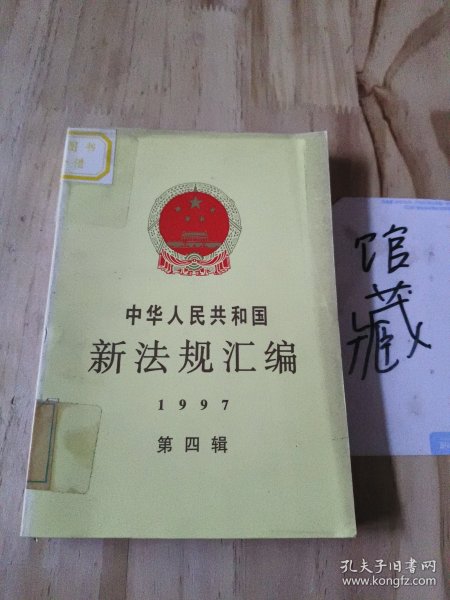 图书
借
中华人民共和国
新法规汇编
1997
第四辑
馆
藏
孔夫子旧书网
www.kongfz.com